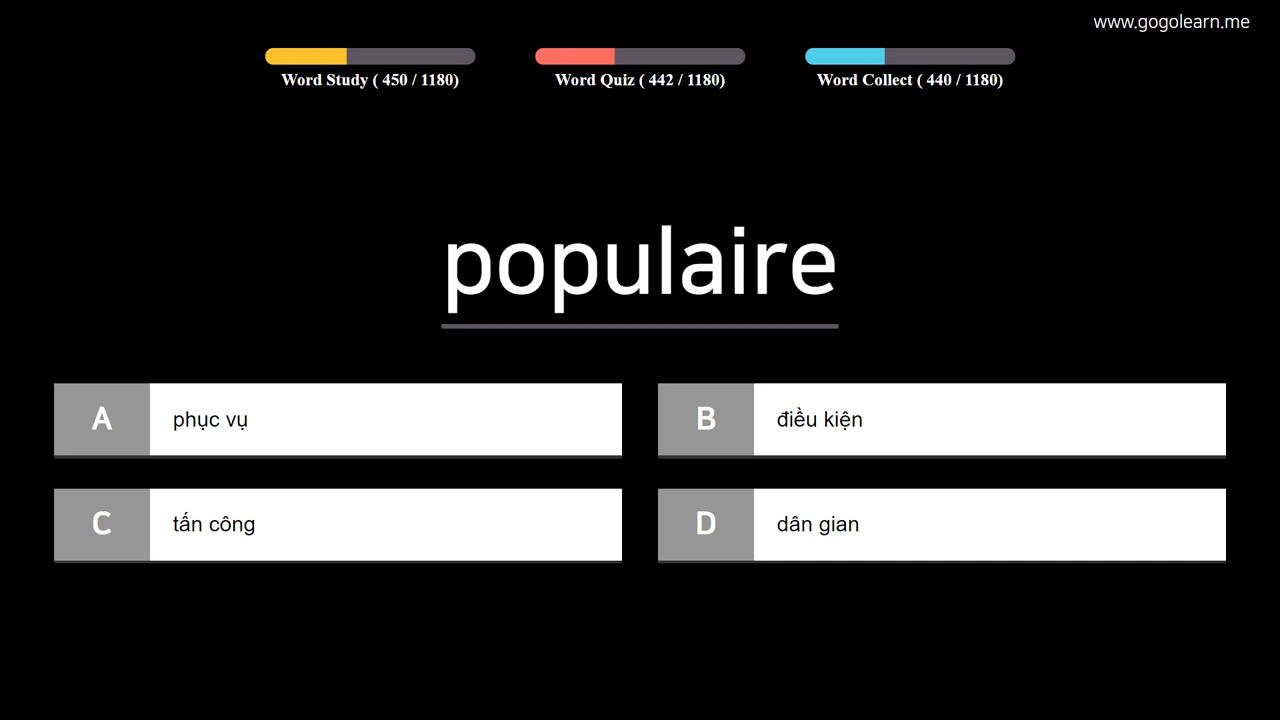 www.gogolearn.me
Word Study ( 450 / 1180)
Word Quiz ( 442 / 1180)
Word Collect ( 440 / 1180)
populaire
A phục vụ
B điều kiện
C tấn công
D dân gian